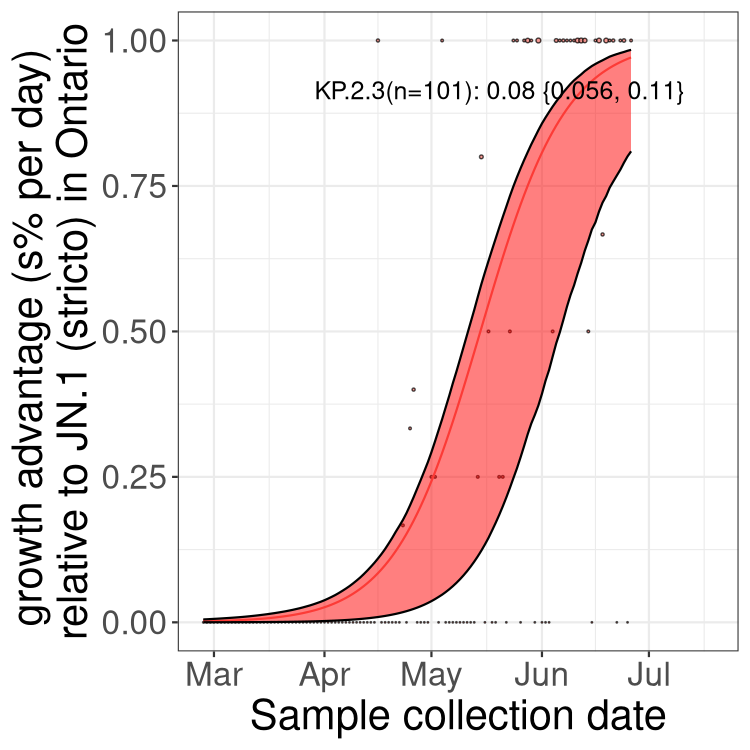 growth advantage (s% per day)
relative to JN.1 (stricto) in Ontario
1.00
0.75
0.50
0.25
0.00
KP.2.3(n=101): 0.08 {0.056, 0.11}
Mar Apr May Jun Jul
Sample collection date